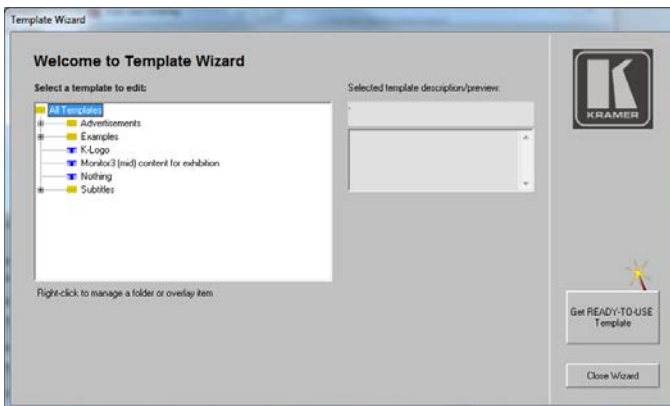 Template Wizard
Welcome to Template Wizard
Select a template to edit:
All Templates
Advertisements
Examples
K-Logo
Monitor3 (mid) content for exhibition
Nothing
Subtitles
Right-click to manage a folder or overlay item
Selected template description/preview:
KRAMER
Get READY-TO-USE
Template
Close Wizard